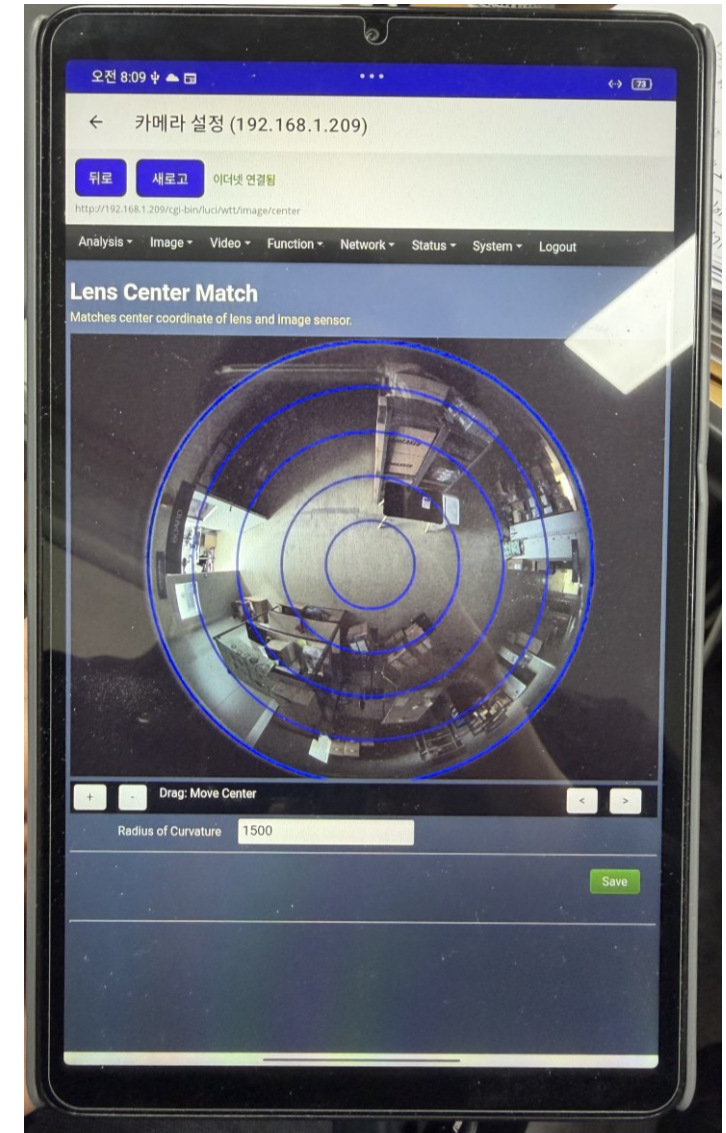 오전 8:09
73
← 카메라 설정 (192.168.1.209)
뒤로 새로고 이더넷 연결됨
http://192.168.1.209/cgi-bin/luci/wtt/image/center
Analysis Image Video Function Network Status System Logout
Lens Center Match
Matches center coordinate of lens and image sensor.
BOARD
+ - Drag: Move Center < >
Radius of Curvature 1500
Save